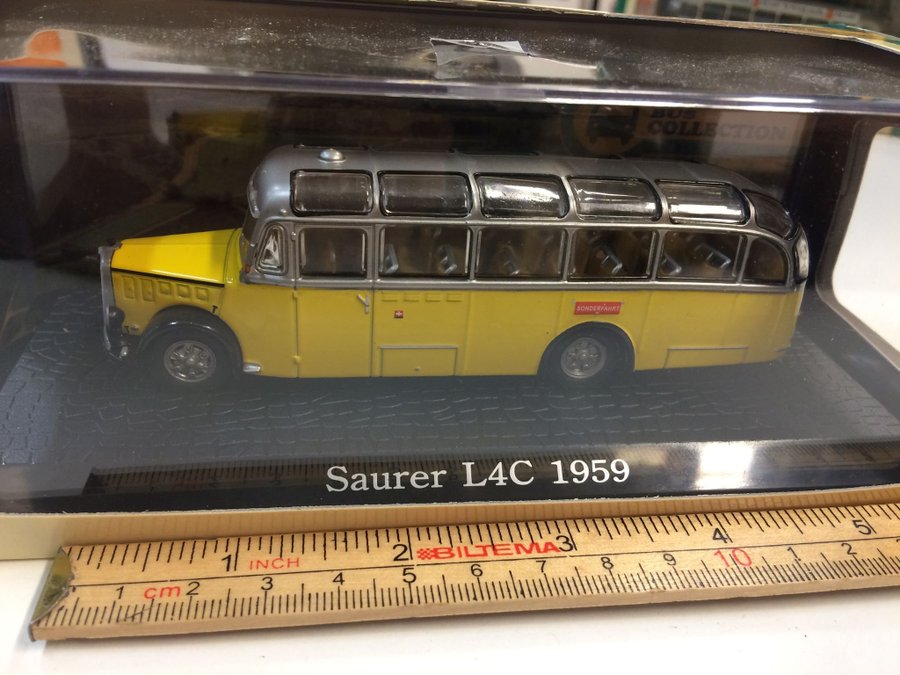 BUS
COLLECTION
SONDERFAHRT
Saurer L4C 1959
1 INCH 2 BILTEMA 3 4 5
1 cm 2 3 4 5 6 7 8 9 10 1 2